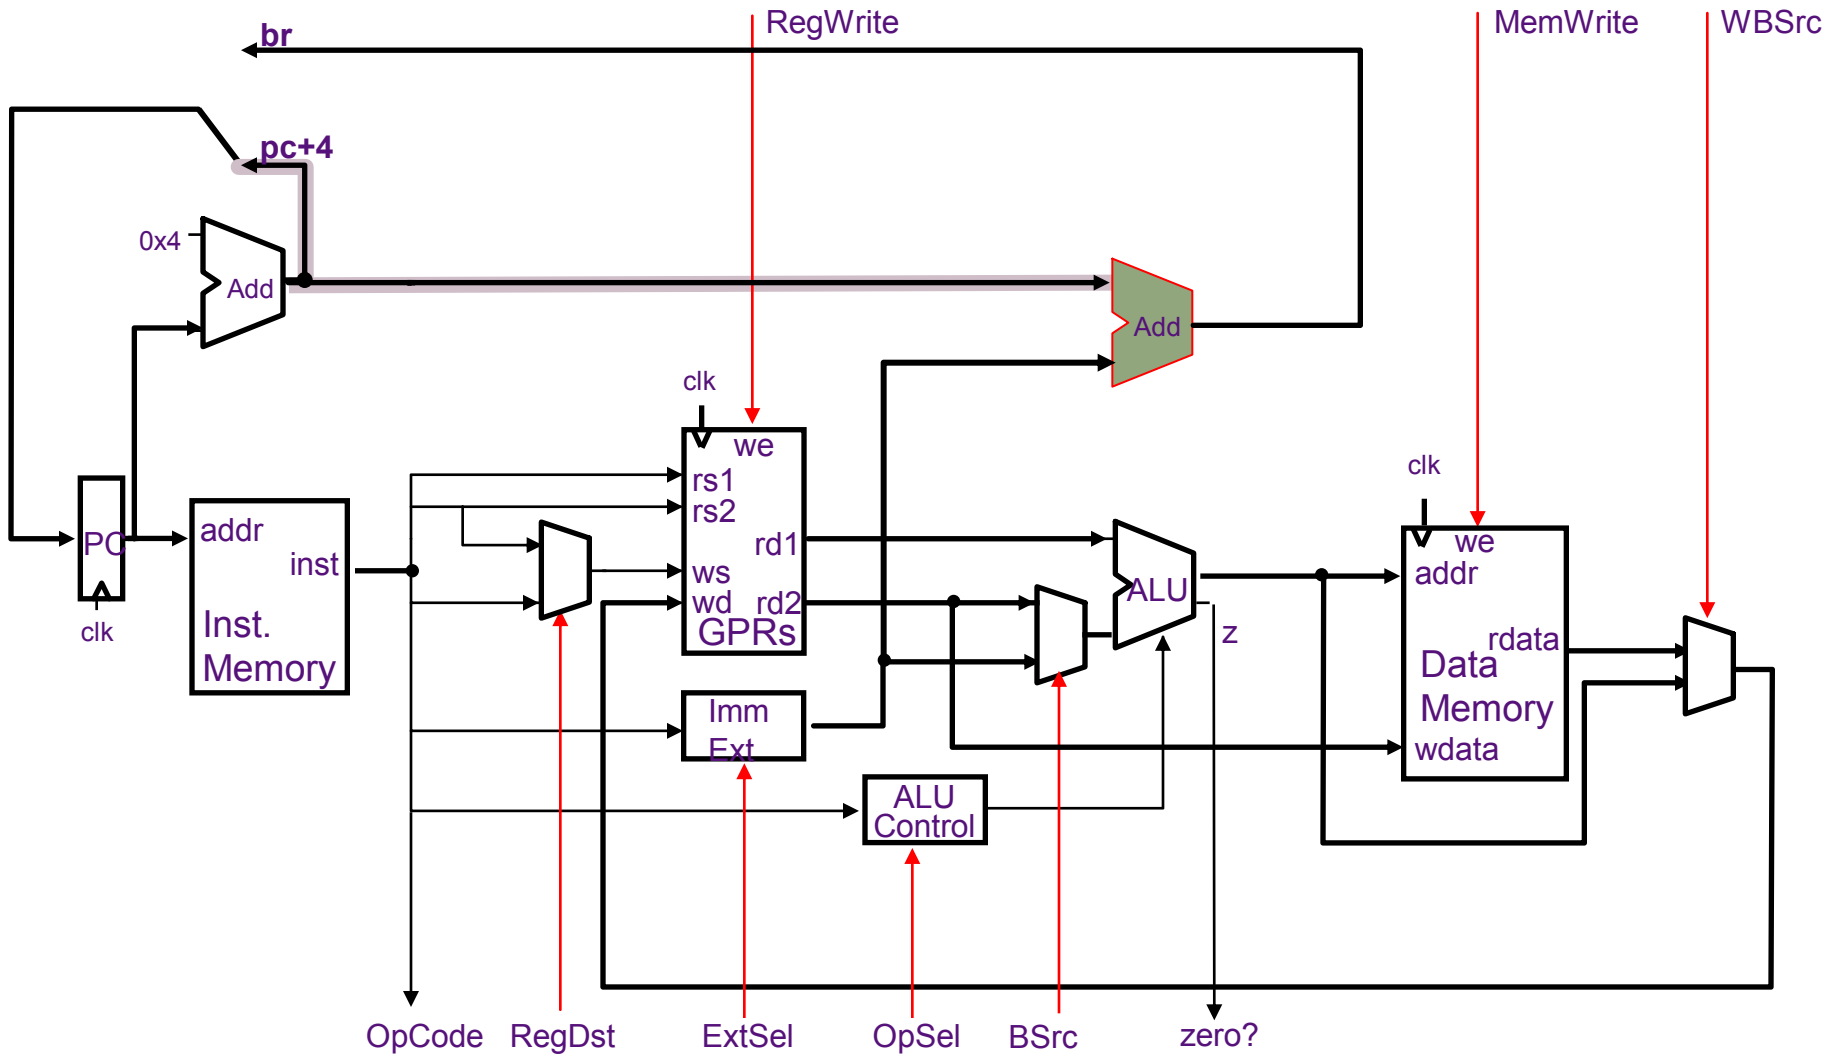 RegWrite
MemWrite
WBSrc
br
pc+4
0x4
Add
Add
clk
we
rs1
rs2
rd1
ws
wd
rd2
GPRs
clk
we
addr
rdata
Data
Memory
wdata
PC
clk
addr
inst
Inst.
Memory
ALU
z
Imm
Ext
ALU
Control
OpCode
RegDst
ExtSel
OpSel
BSrc
zero?